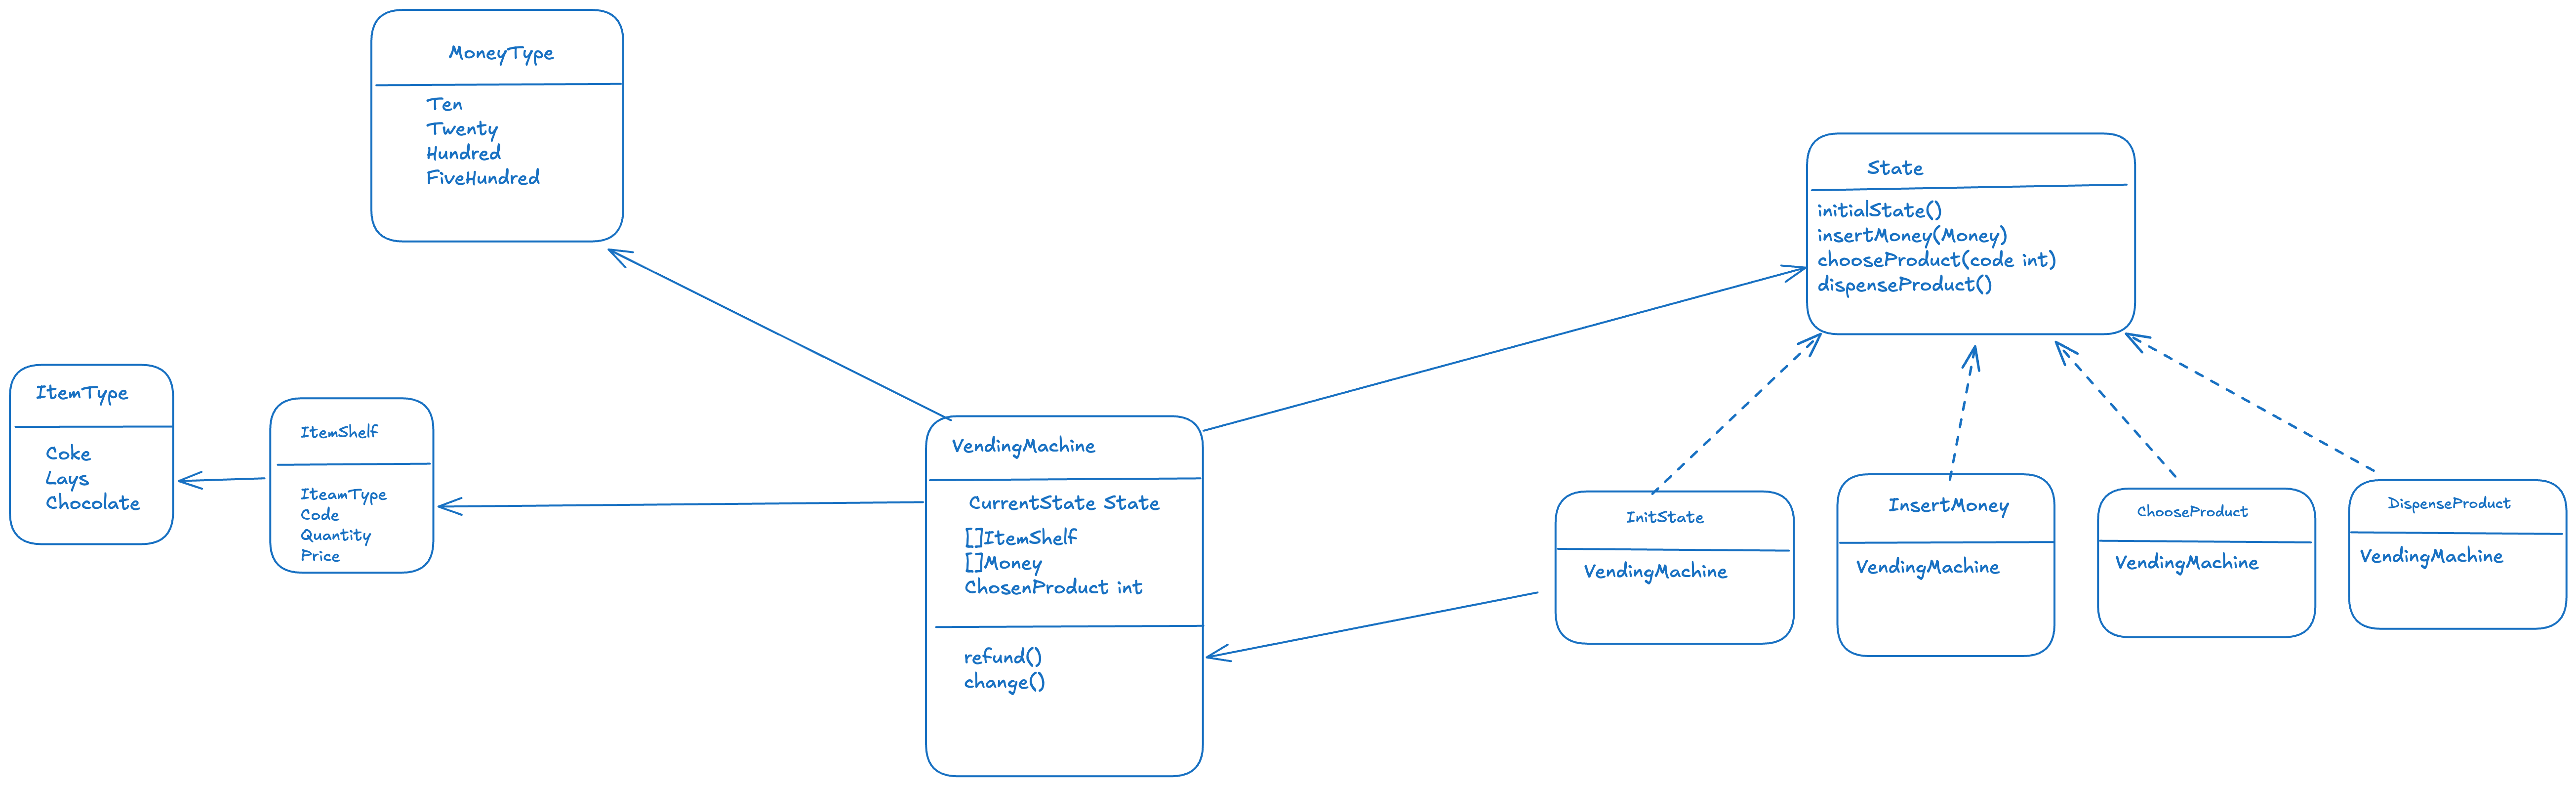 MoneyType
Ten
Twenty
Hundred
FiveHundred
ItemType
Coke
Lays
Chocolate
ItemShelf
IteamType
Code
Quantity
Price
VendingMachine
CurrentState State
[]ItemShelf
[]Money
ChosenProduct int
refund()
change()
State
initialState()
insertMoney(Money)
chooseProduct(code int)
dispenseProduct()
InitState
VendingMachine
InsertMoney
VendingMachine
ChooseProduct
VendingMachine
DispenseProduct
VendingMachine